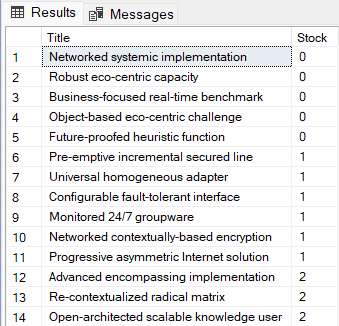 Results Messages
Title Stock
1 Networked systemic implementation 0
2 Robust eco-centric capacity 0
3 Business-focused real-time benchmark 0
4 Object-based eco-centric challenge 0
5 Future-proofed heuristic function 0
6 Pre-emptive incremental secured line 1
7 Universal homogeneous adapter 1
8 Configurable fault-tolerant interface 1
9 Monitored 24/7 groupware 1
10 Networked contextually-based encryption 1
11 Progressive asymmetric Internet solution 1
12 Advanced encompassing implementation 2
13 Re-contextualized radical matrix 2
14 Open-architected scalable knowledge user 2